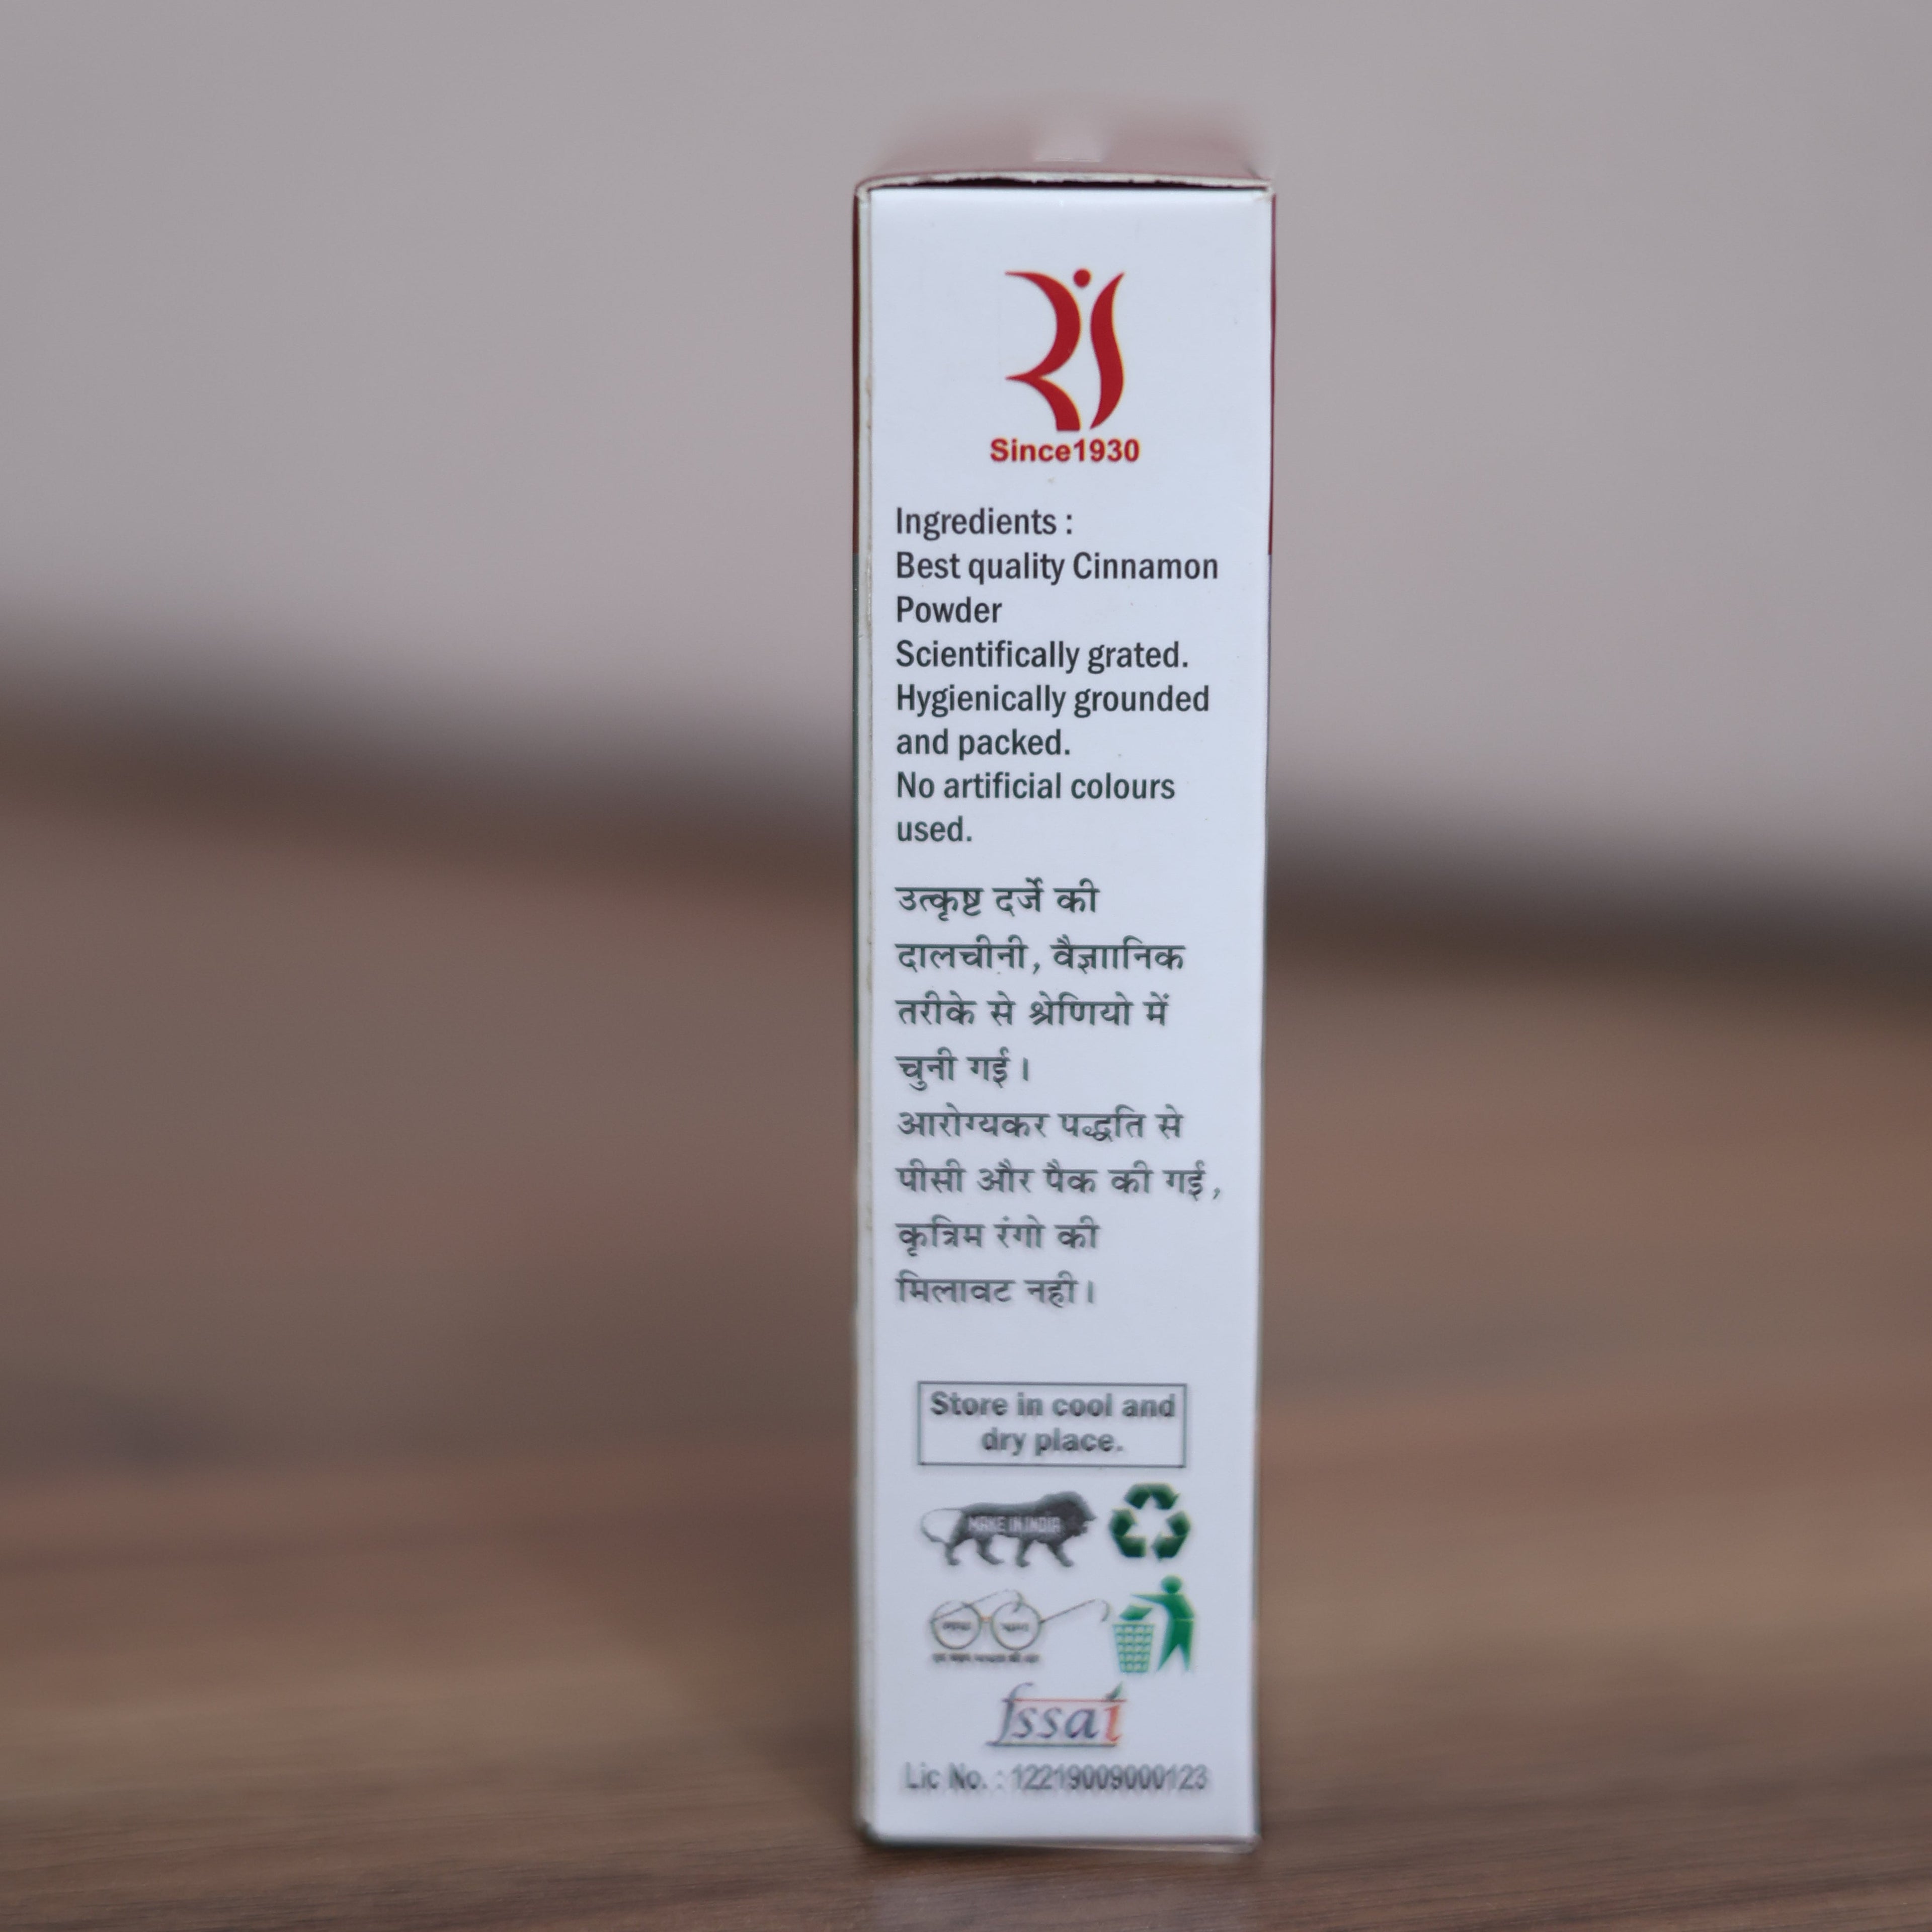 RS
Since1930
Ingredients :
Best quality Cinnamon
Powder
Scientifically grated.
Hygienically grounded
and packed.
No artificial colours
used.
उत्कृष्ट दर्जे की
दालचीनी, वैज्ञाानिक
तरीके से श्रेणियो में
चुनी गई।
आरोग्यकर पद्धति से
पीसी और पैक की गई,
कृत्रिम रंगो की
मिलावट नही।
Store in cool and
dry place.
MAKE IN INDIA
fssai
Lic No. : 12219009000123